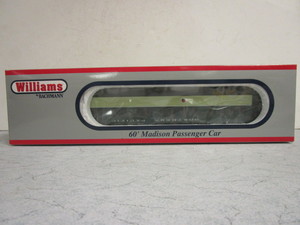 Williams
BY BACHMANN
60' Madison Passenger Car